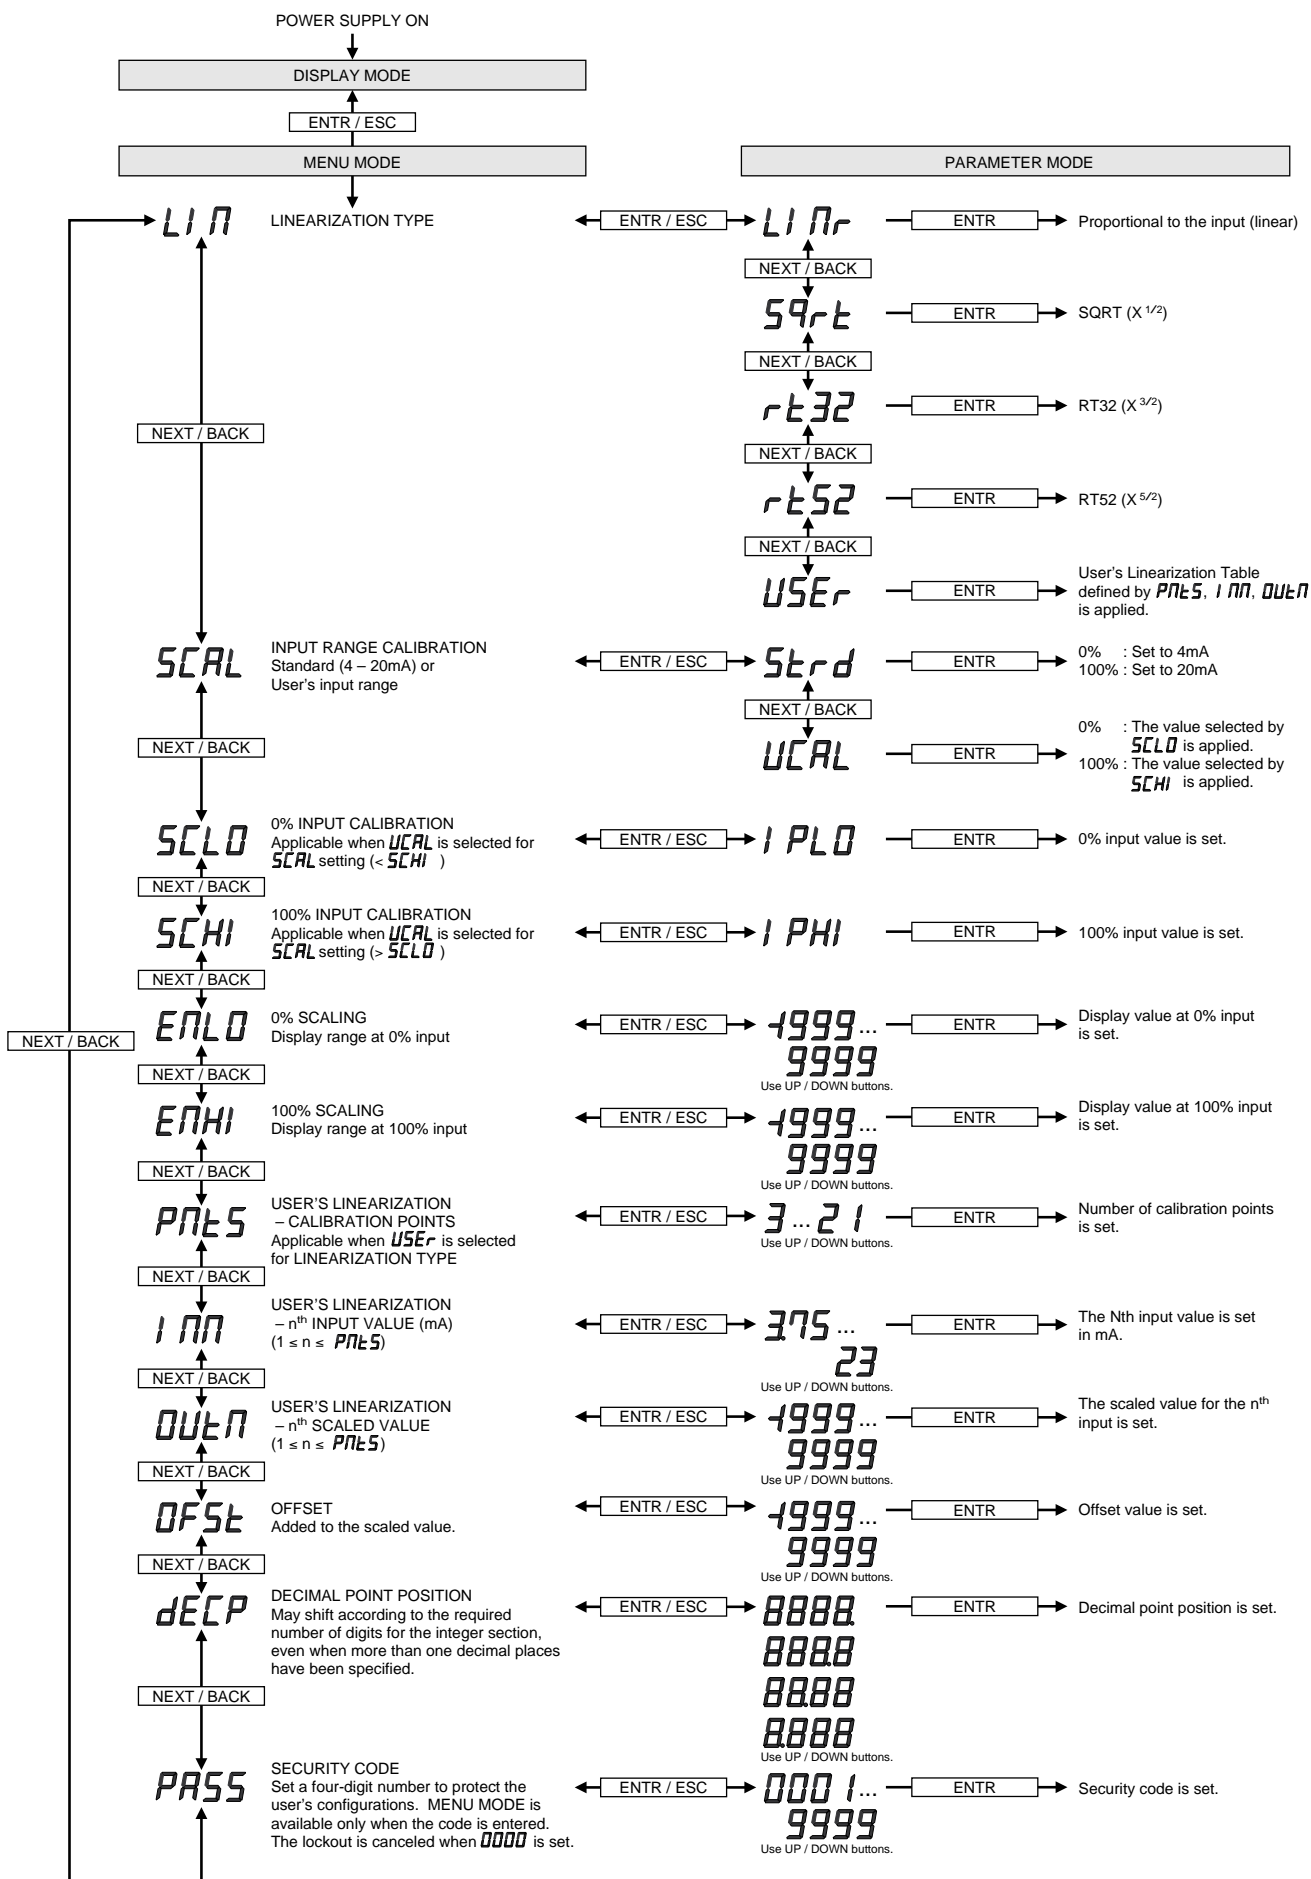 POWER SUPPLY ON
DISPLAY MODE
ENTR / ESC
MENU MODE
PARAMETER MODE
LIN
LINEARIZATION TYPE
ENTR / ESC
LINr
ENTR
Proportional to the input (linear)
NEXT / BACK
Sqrt
ENTR
SQRT (X 1/2)
NEXT / BACK
rt32
ENTR
RT32 (X 3/2)
NEXT / BACK
NEXT / BACK
rt52
ENTR
RT52 (X 5/2)
NEXT / BACK
USEr
ENTR
User's Linearization Table
defined by PNtS, INN, OUtN
is applied.
SCAL
INPUT RANGE CALIBRATION
Standard (4 – 20mA) or
User's input range
ENTR / ESC
Strd
ENTR
0% : Set to 4mA
100% : Set to 20mA
NEXT / BACK
NEXT / BACK
UCAL
ENTR
0% : The value selected by
SCLO is applied.
100% : The value selected by
SCHI is applied.
SCLO
0% INPUT CALIBRATION
Applicable when UCAL is selected for
SCAL setting (< SCHI )
ENTR / ESC
IPLO
ENTR
0% input value is set.
NEXT / BACK
SCHI
100% INPUT CALIBRATION
Applicable when UCAL is selected for
SCAL setting (> SCLO )
ENTR / ESC
IPHI
ENTR
100% input value is set.
NEXT / BACK
ENLO
0% SCALING
Display range at 0% input
ENTR / ESC
-1999...
9999
Use UP / DOWN buttons.
ENTR
Display value at 0% input
is set.
NEXT / BACK
NEXT / BACK
ENHI
100% SCALING
Display range at 100% input
ENTR / ESC
-1999...
9999
Use UP / DOWN buttons.
ENTR
Display value at 100% input
is set.
NEXT / BACK
PNtS
USER'S LINEARIZATION
– CALIBRATION POINTS
Applicable when USEr is selected
for LINEARIZATION TYPE
ENTR / ESC
3 ... 21
Use UP / DOWN buttons.
ENTR
Number of calibration points
is set.
NEXT / BACK
INN
USER'S LINEARIZATION
– nth INPUT VALUE (mA)
(1 ≤ n ≤ PNtS)
ENTR / ESC
3.75 ...
23
Use UP / DOWN buttons.
ENTR
The Nth input value is set
in mA.
NEXT / BACK
OUtN
USER'S LINEARIZATION
– nth SCALED VALUE
(1 ≤ n ≤ PNtS)
ENTR / ESC
-1999...
9999
Use UP / DOWN buttons.
ENTR
The scaled value for the nth
input is set.
NEXT / BACK
OFSt
OFFSET
Added to the scaled value.
ENTR / ESC
-1999...
9999
Use UP / DOWN buttons.
ENTR
Offset value is set.
NEXT / BACK
dECP
DECIMAL POINT POSITION
May shift according to the required
number of digits for the integer section,
even when more than one decimal places
have been specified.
ENTR / ESC
8888.
888.8
88.88
8.888
Use UP / DOWN buttons.
ENTR
Decimal point position is set.
NEXT / BACK
PASS
SECURITY CODE
Set a four-digit number to protect the
user's configurations. MENU MODE is
available only when the code is entered.
The lockout is canceled when 0000 is set.
ENTR / ESC
0001...
9999
Use UP / DOWN buttons.
ENTR
Security code is set.